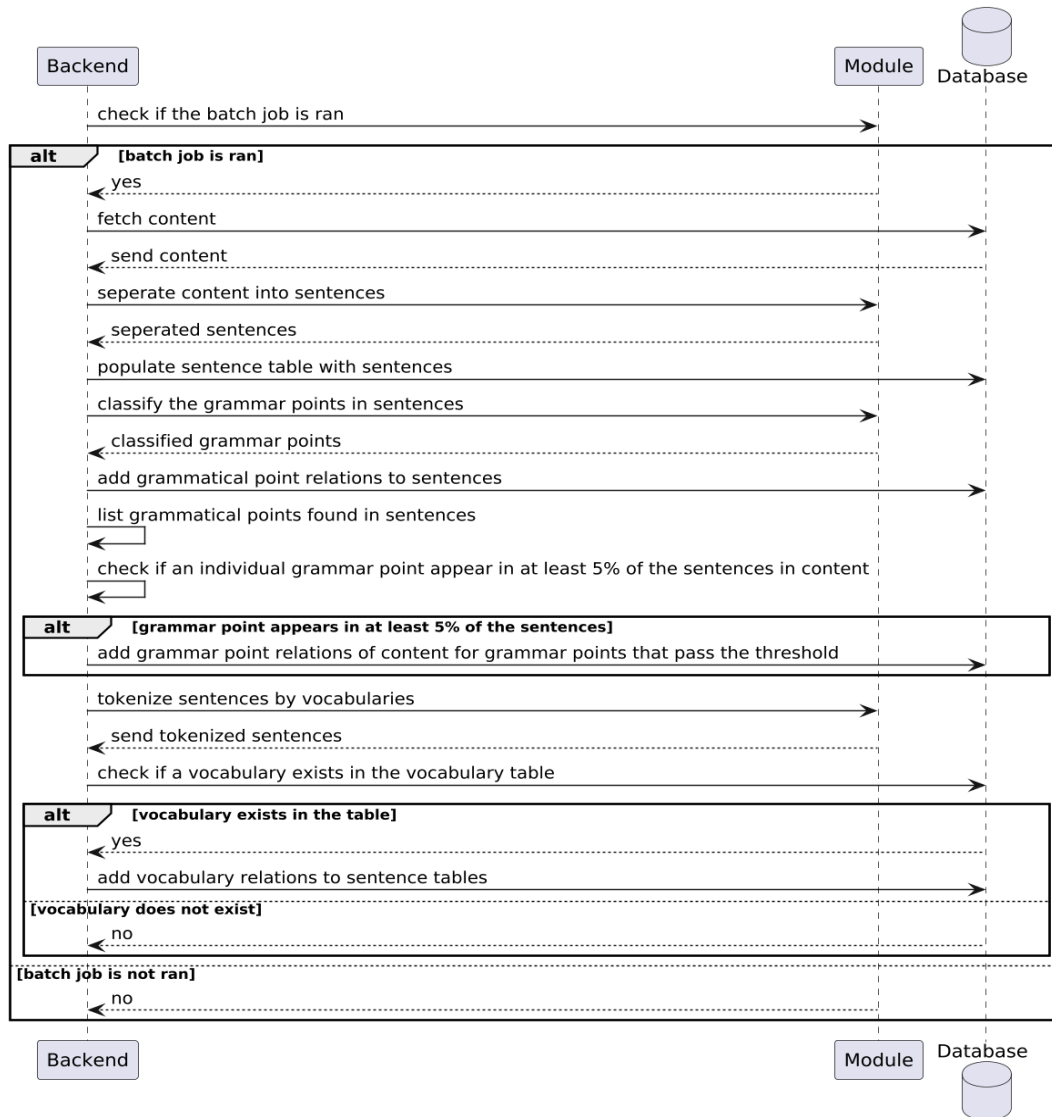 Backend
Module
Database
check if the batch job is ran
alt [batch job is ran]
yes
fetch content
send content
seperate content into sentences
seperated sentences
populate sentence table with sentences
classify the grammar points in sentences
classified grammar points
add grammatical point relations to sentences
list grammatical points found in sentences
check if an individual grammar point appear in at least 5% of the sentences in content
alt [grammar point appears in at least 5% of the sentences]
add grammar point relations of content for grammar points that pass the threshold
tokenize sentences by vocabularies
send tokenized sentences
check if a vocabulary exists in the vocabulary table
alt [vocabulary exists in the table]
yes
add vocabulary relations to sentence tables
[vocabulary does not exist]
no
[batch job is not ran]
no
Backend
Module
Database